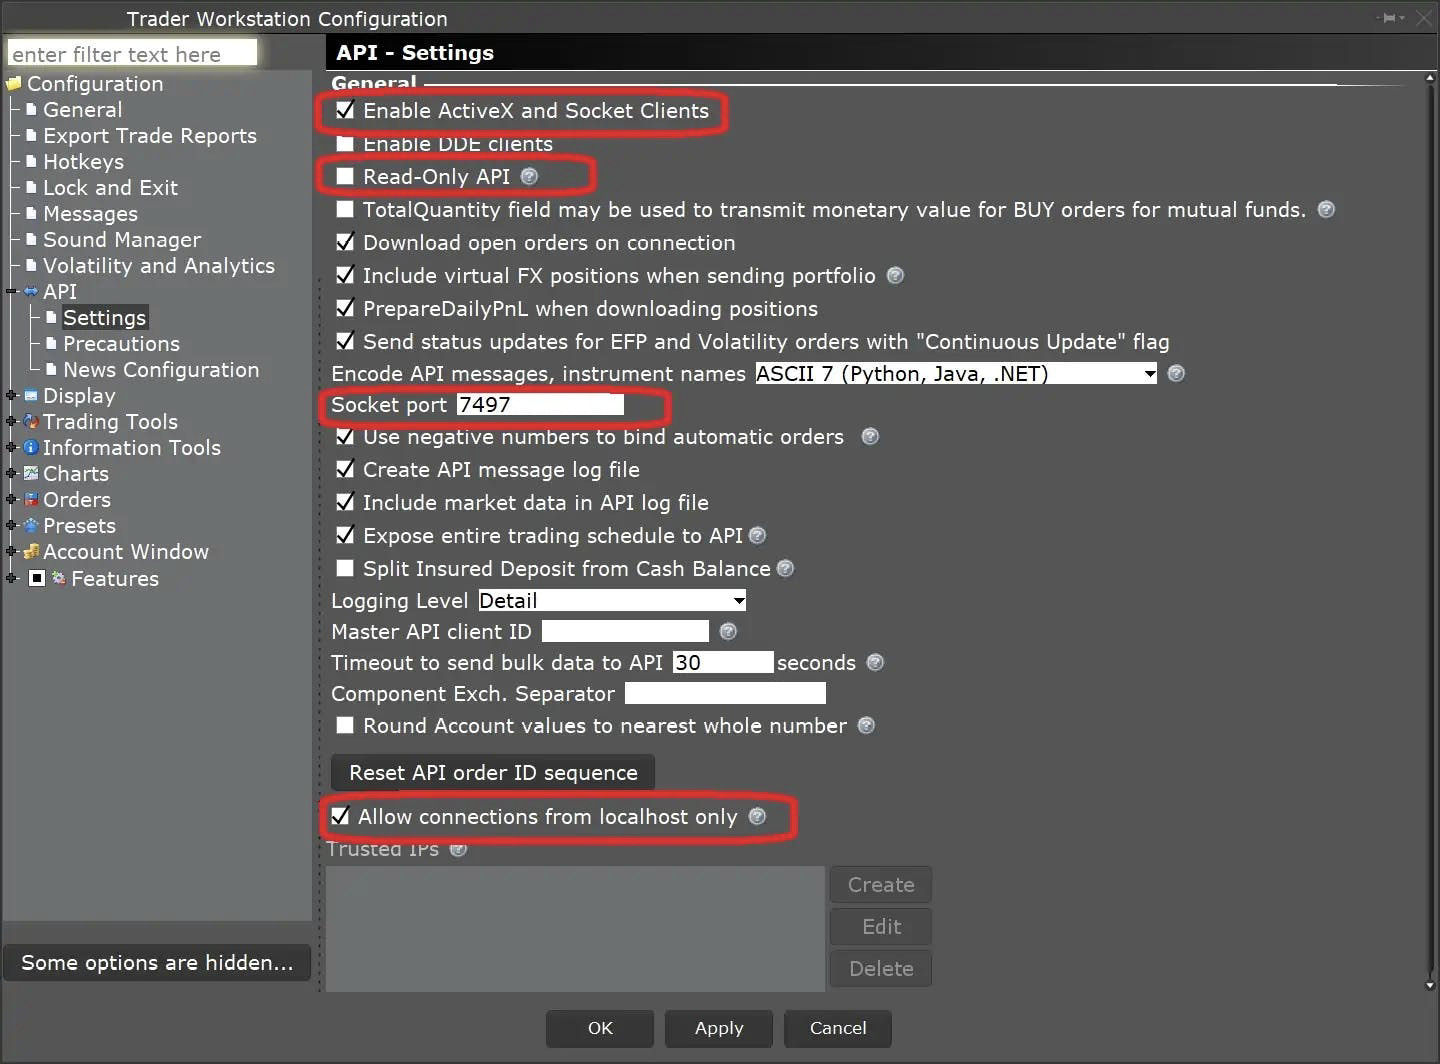 Trader Workstation Configuration
enter filter text here
Configuration
General
Export Trade Reports
Hotkeys
Lock and Exit
Messages
Sound Manager
Volatility and Analytics
API
Settings
Precautions
News Configuration
Display
Trading Tools
Information Tools
Charts
Orders
Presets
Account Window
Features
Some options are hidden...
API - Settings
General
Enable ActiveX and Socket Clients
Enable DDE clients
Read-Only API ?
TotalQuantity field may be used to transmit monetary value for BUY orders for mutual funds. ?
Download open orders on connection
Include virtual FX positions when sending portfolio ?
PrepareDailyPnL when downloading positions
Send status updates for EFP and Volatility orders with "Continuous Update" flag
Encode API messages, instrument names ASCII 7 (Python, Java, .NET) ?
Socket port 7497
Use negative numbers to bind automatic orders ?
Create API message log file
Include market data in API log file
Expose entire trading schedule to API ?
Split Insured Deposit from Cash Balance ?
Logging Level Detail
Master API client ID ?
Timeout to send bulk data to API 30 seconds ?
Component Exch. Separator
Round Account values to nearest whole number ?
Reset API order ID sequence
Allow connections from localhost only ?
Trusted IPs ?
Create
Edit
Delete
OK Apply Cancel